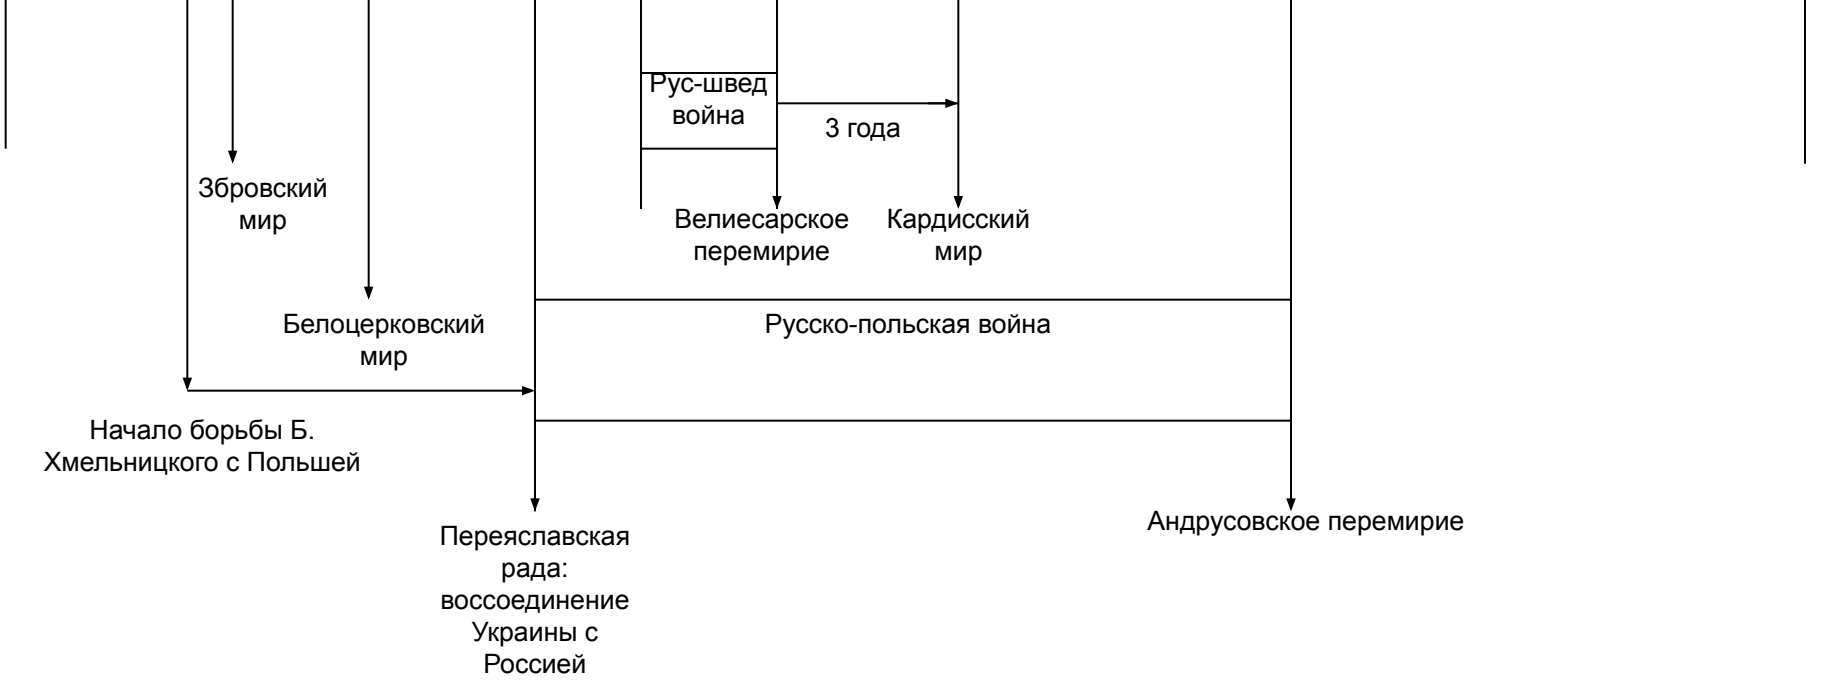 Рус-швед
война
3 года
Збровский
мир
Велиесарское
перемирие
Кардисский
мир
Белоцерковский
мир
Русско-польская война
Начало борьбы Б.
Хмельницкого с Польшей
Переяславская
рада:
воссоединение
Украины с
Россией
Андрусовское перемирие